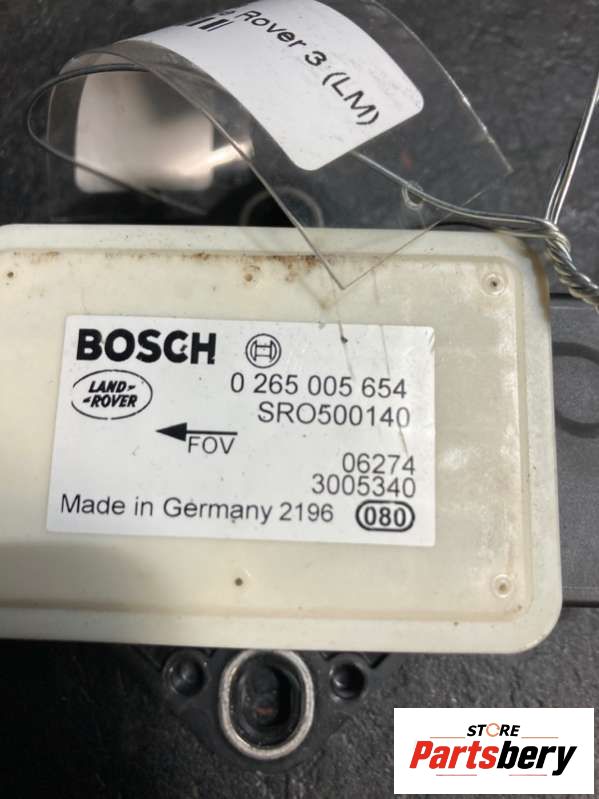 Rover 3 (LM)
BOSCH
0 265 005 654
LAND-
-ROVER
SRO500140
FOV
06274
3005340
Made in Germany 2196 080
STORE
Partsbery